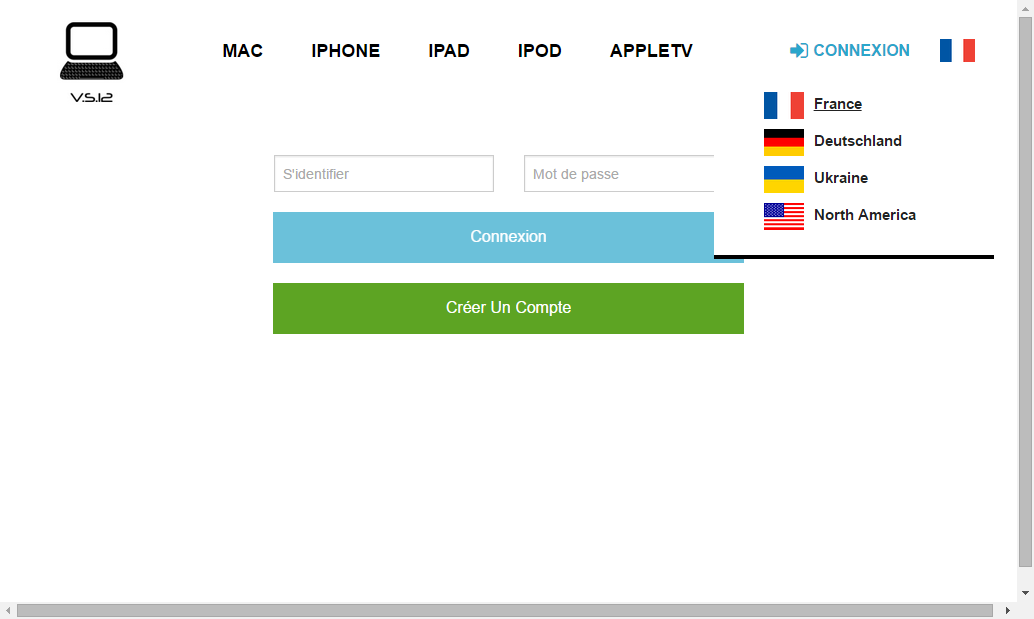 MAC IPHONE IPAD IPOD APPLETV CONNEXION
V.S.12
France
Deutschland
Ukraine
North America
S'identifier Mot de passe
Connexion
Créer Un Compte